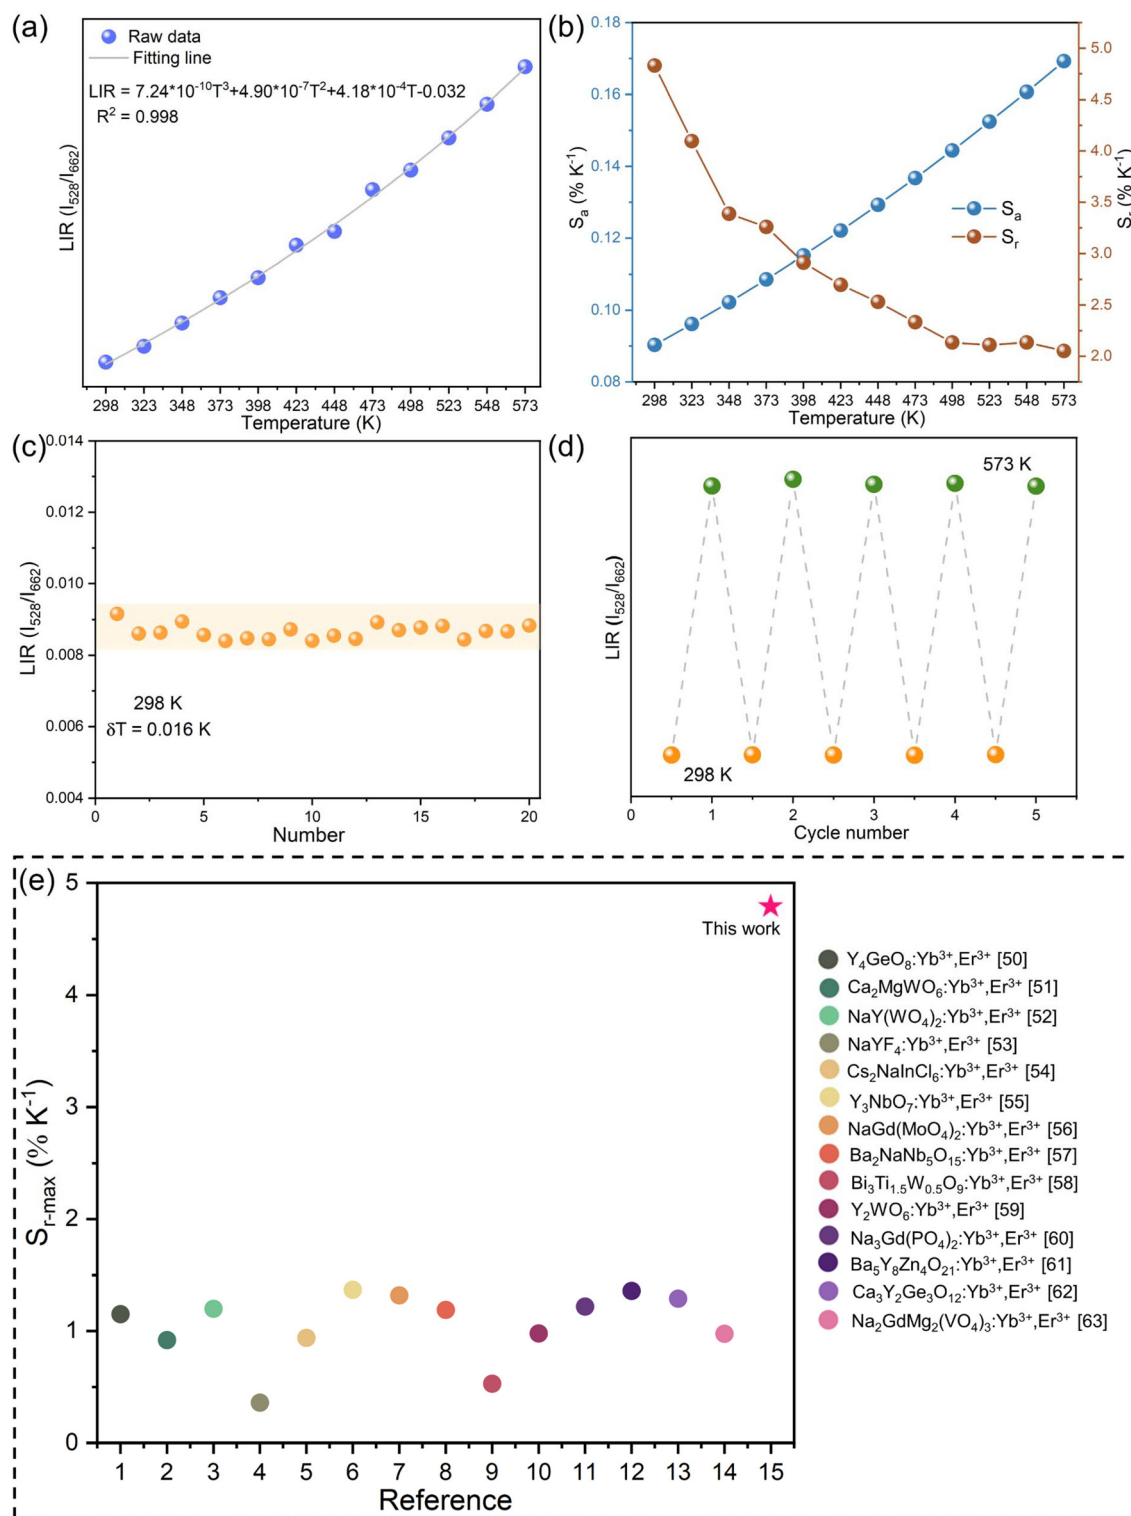 (a)
Raw data
Fitting line
LIR = 7.24*10⁻¹⁰T³+4.90*10⁻⁷T²+4.18*10⁻⁴T-0.032
R² = 0.998
LIR (I₅₂₈/I₆₆₂)
298 323 348 373 398 423 448 473 498 523 548 573
Temperature (K)
(b)
0.18
0.16
0.14
0.12
0.10
0.08
Sₐ (% K⁻¹)
5.0
4.5
4.0
3.5
3.0
2.5
2.0
Sᵣ (% K⁻¹)
Sₐ
Sᵣ
298 323 348 373 398 423 448 473 498 523 548 573
Temperature (K)
(c)
0.014
0.012
0.010
0.008
0.006
0.004
LIR (I₅₂₈/I₆₆₂)
298 K
δT = 0.016 K
0 5 10 15 20
Number
(d)
573 K
LIR (I₅₂₈/I₆₆₂)
298 K
0 1 2 3 4 5
Cycle number
(e)
5
4
3
2
1
0
Sᵣ₋ₘₐₓ (% K⁻¹)
This work
1 2 3 4 5 6 7 8 9 10 11 12 13 14 15
Reference
Y₄GeO₈:Yb³⁺,Er³⁺ [50]
Ca₂MgWO₆:Yb³⁺,Er³⁺ [51]
NaY(WO₄)₂:Yb³⁺,Er³⁺ [52]
NaYF₄:Yb³⁺,Er³⁺ [53]
Cs₂NaInCl₆:Yb³⁺,Er³⁺ [54]
Y₃NbO₇:Yb³⁺,Er³⁺ [55]
NaGd(MoO₄)₂:Yb³⁺,Er³⁺ [56]
Ba₂NaNb₅O₁₅:Yb³⁺,Er³⁺ [57]
Bi₃Ti₁.₅W₀.₅O₉:Yb³⁺,Er³⁺ [58]
Y₂WO₆:Yb³⁺,Er³⁺ [59]
Na₃Gd(PO₄)₂:Yb³⁺,Er³⁺ [60]
Ba₅Y₈Zn₄O₂₁:Yb³⁺,Er³⁺ [61]
Ca₃Y₂Ge₃O₁₂:Yb³⁺,Er³⁺ [62]
Na₂GdMg₂(VO₄)₃:Yb³⁺,Er³⁺ [63]